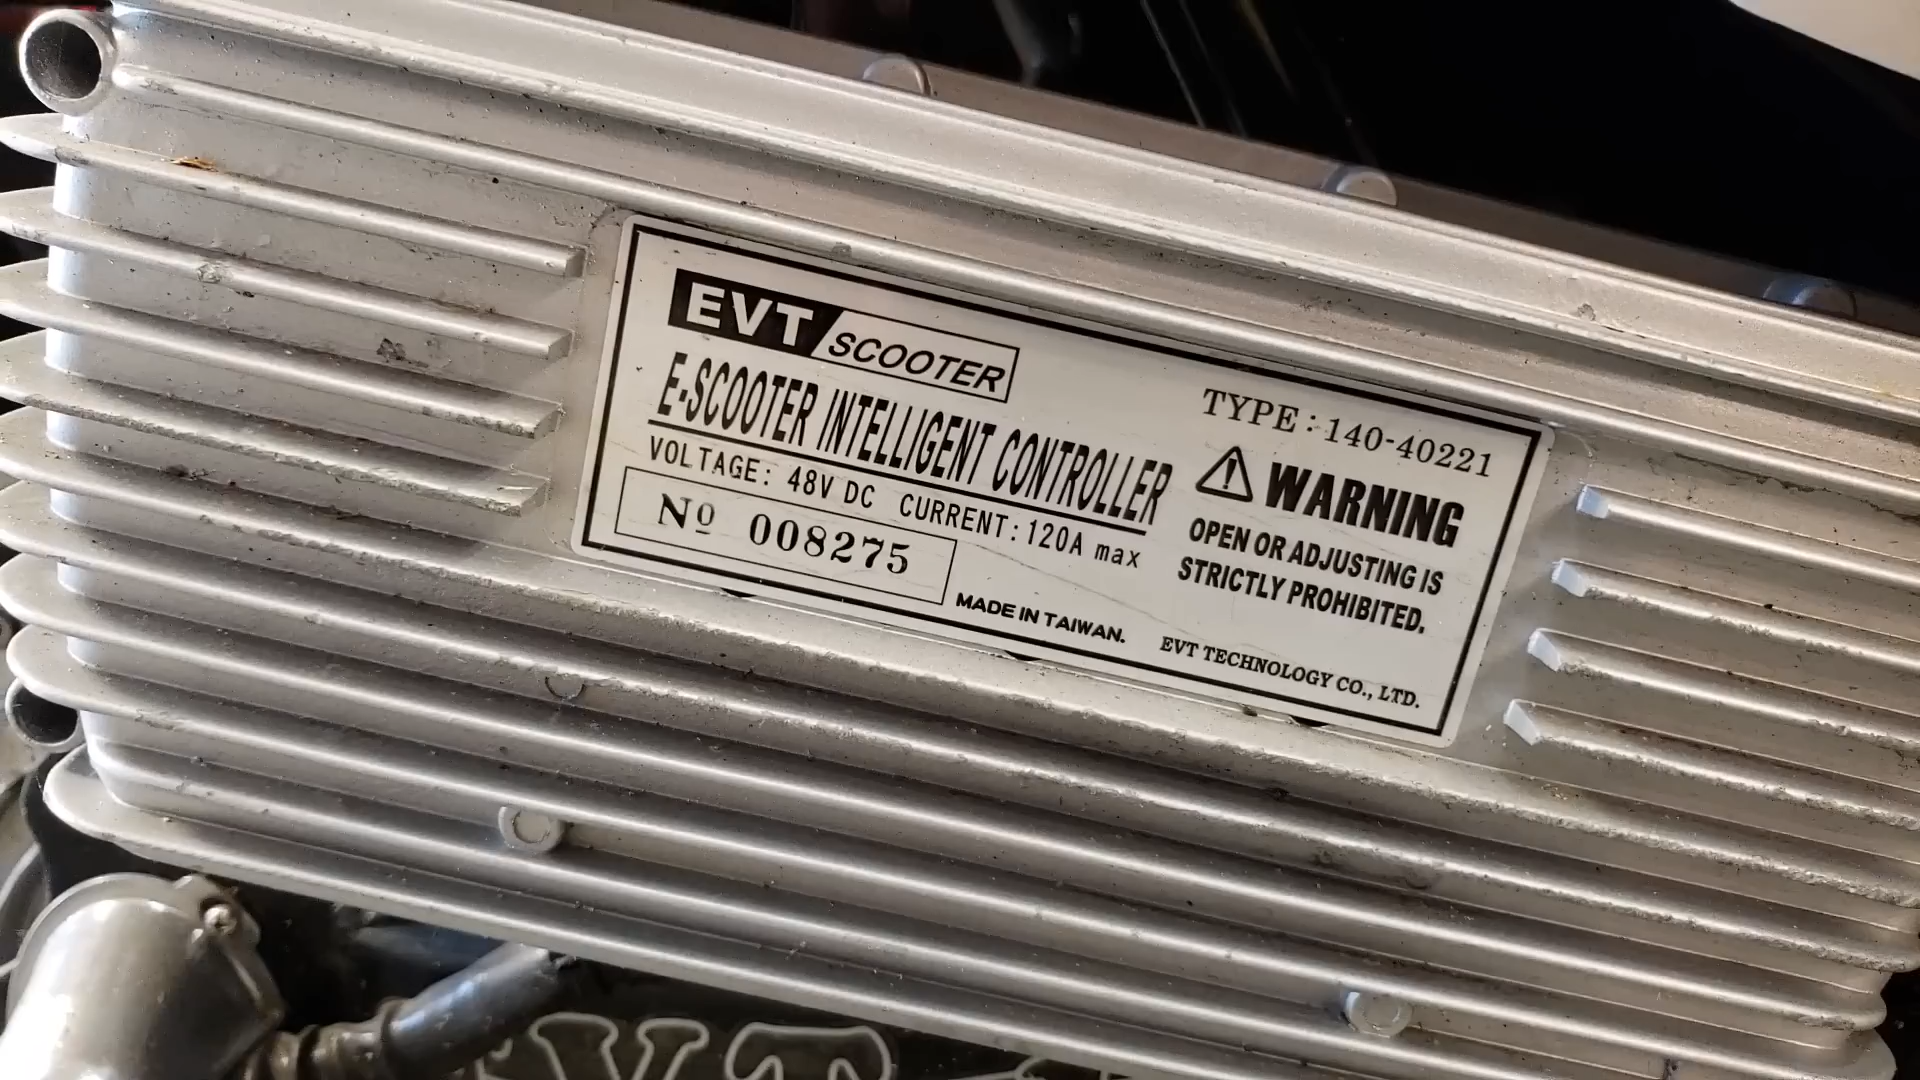 EVT SCOOTER
E-SCOOTER INTELLIGENT CONTROLLER
VOLTAGE: 48V DC CURRENT: 120A max
Nº 008275
MADE IN TAIWAN.
TYPE: 140-40221
⚠ WARNING
OPEN OR ADJUSTING IS
STRICTLY PROHIBITED.
EVT TECHNOLOGY CO., LTD.